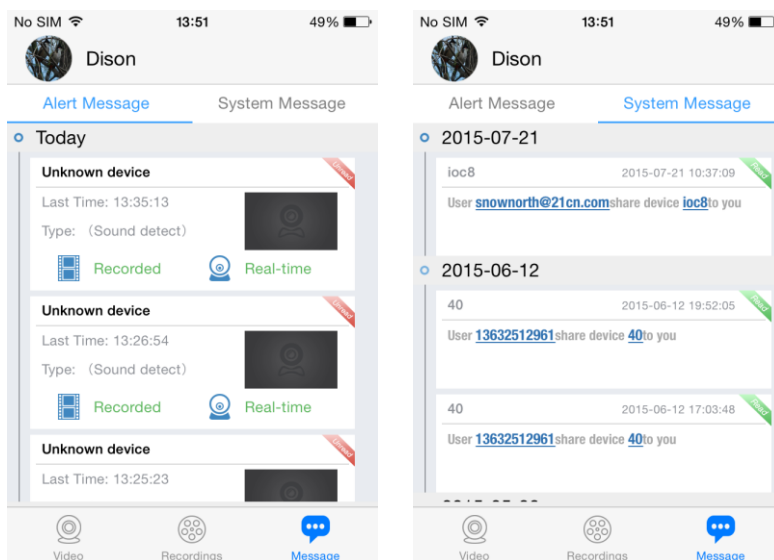 No SIM 13:51 49%
Dison
Alert Message System Message
Today
Unknown device Unread
Last Time: 13:35:13
Type: （Sound detect）
Recorded Real-time
Unknown device Unread
Last Time: 13:26:54
Type: （Sound detect）
Recorded Real-time
Unknown device Unread
Last Time: 13:25:23
Video Recordings Message
No SIM 13:51 49%
Dison
Alert Message System Message
2015-07-21
ioc8 2015-07-21 10:37:09 Read
User snownorth@21cn.comshare device ioc8to you
2015-06-12
40 2015-06-12 19:52:05 Read
User 13632512961share device 40to you
40 2015-06-12 17:03:48 Read
User 13632512961share device 40to you
Video Recordings Message